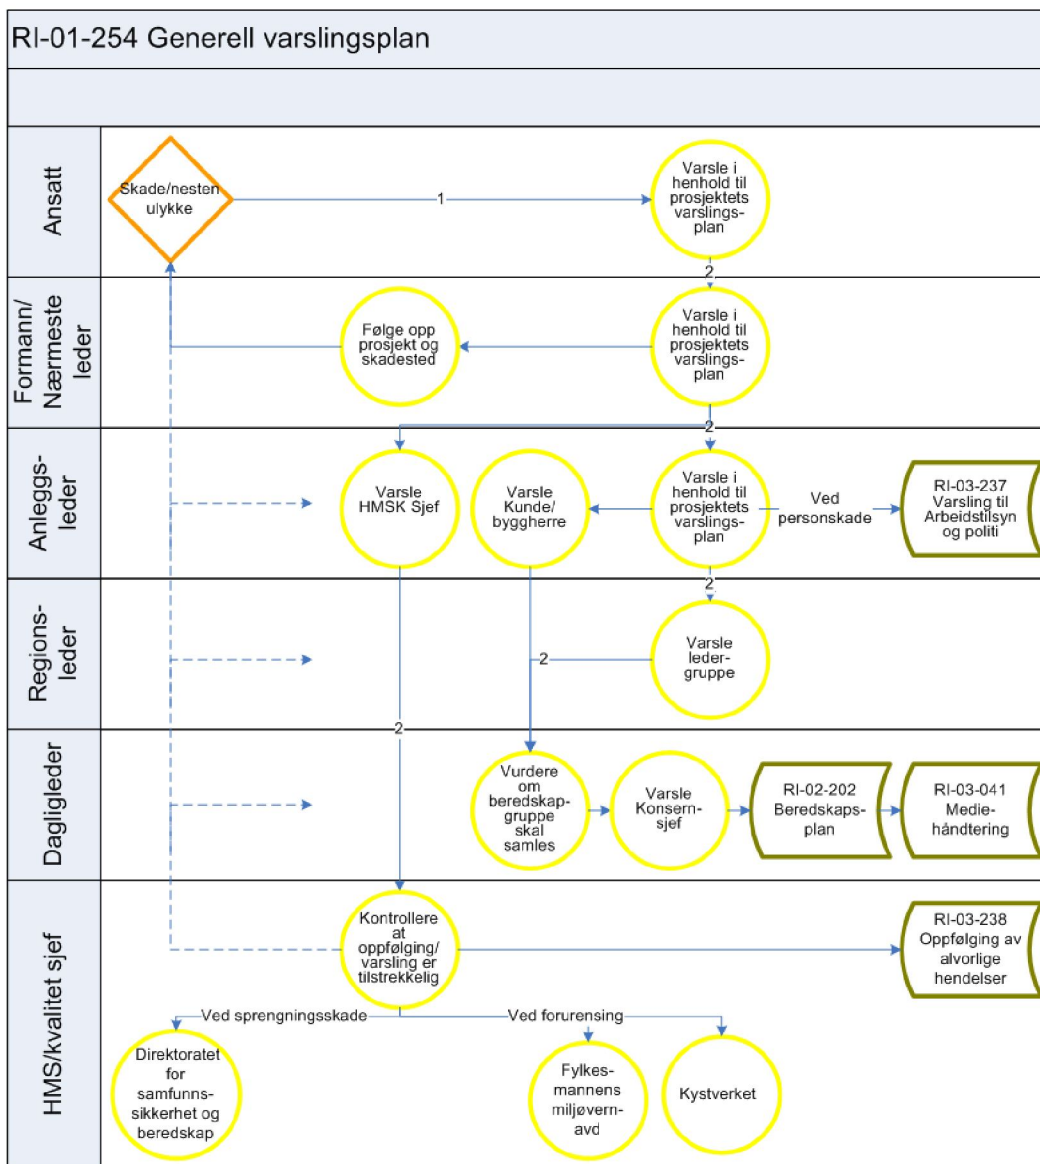 RI-01-254 Generell varslingsplan
Ansatt
Skade/nesten
ulykke
1
Varsle i
henhold til
prosjektets
varslings-
plan
2
Formann/
Nærmeste
leder
Følge opp
prosjekt og
skadested
Varsle i
henhold til
prosjektets
varslings-
plan
2
Anleggs-
leder
Varsle
HMSK Sjef
Varsle
Kunde/
byggherre
Varsle i
henhold til
prosjektets
varslings-
plan
Ved
personskade
RI-03-237
Varsling til
Arbeidstilsyn
og politi
2
Regions-
leder
2
Varsle
leder-
gruppe
2
Dagligleder
Vurdere
om
beredskap-
gruppe
skal
samles
Varsle
Konsern-
sjef
RI-02-202
Beredskaps-
plan
RI-03-041
Medie-
håndtering
HMS/kvalitet sjef
Kontrollere
at
oppfølging/
varsling er
tilstrekkelig
RI-03-238
Oppfølging av
alvorlige
hendelser
Ved sprengningsskade
Ved forurensing
Direktoratet
for
samfunns-
sikkerhet og
beredskap
Fylkes-
mannens
miljøvern-
avd
Kystverket